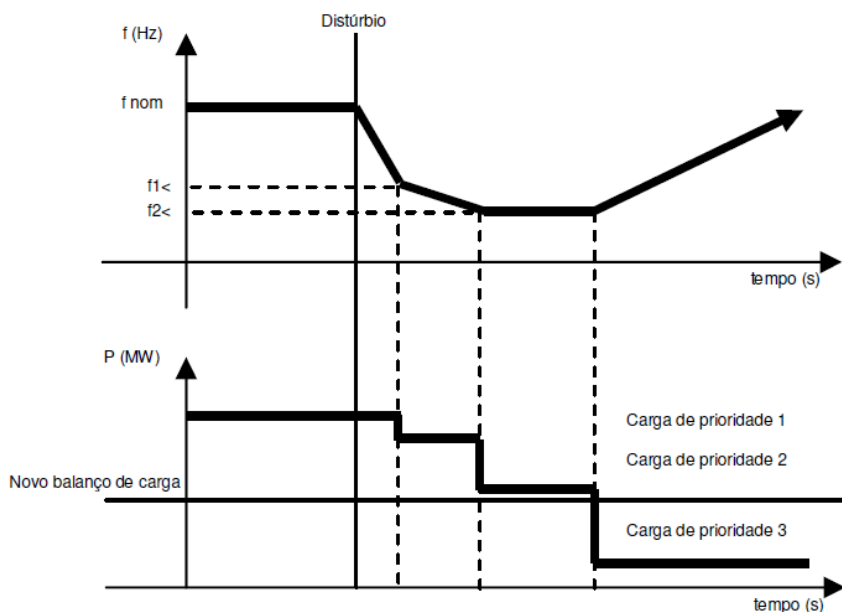 Distúrbio
f (Hz)
f nom
f1<
f2<
tempo (s)
P (MW)
Carga de prioridade 1
Carga de prioridade 2
Novo balanço de carga
Carga de prioridade 3
tempo (s)